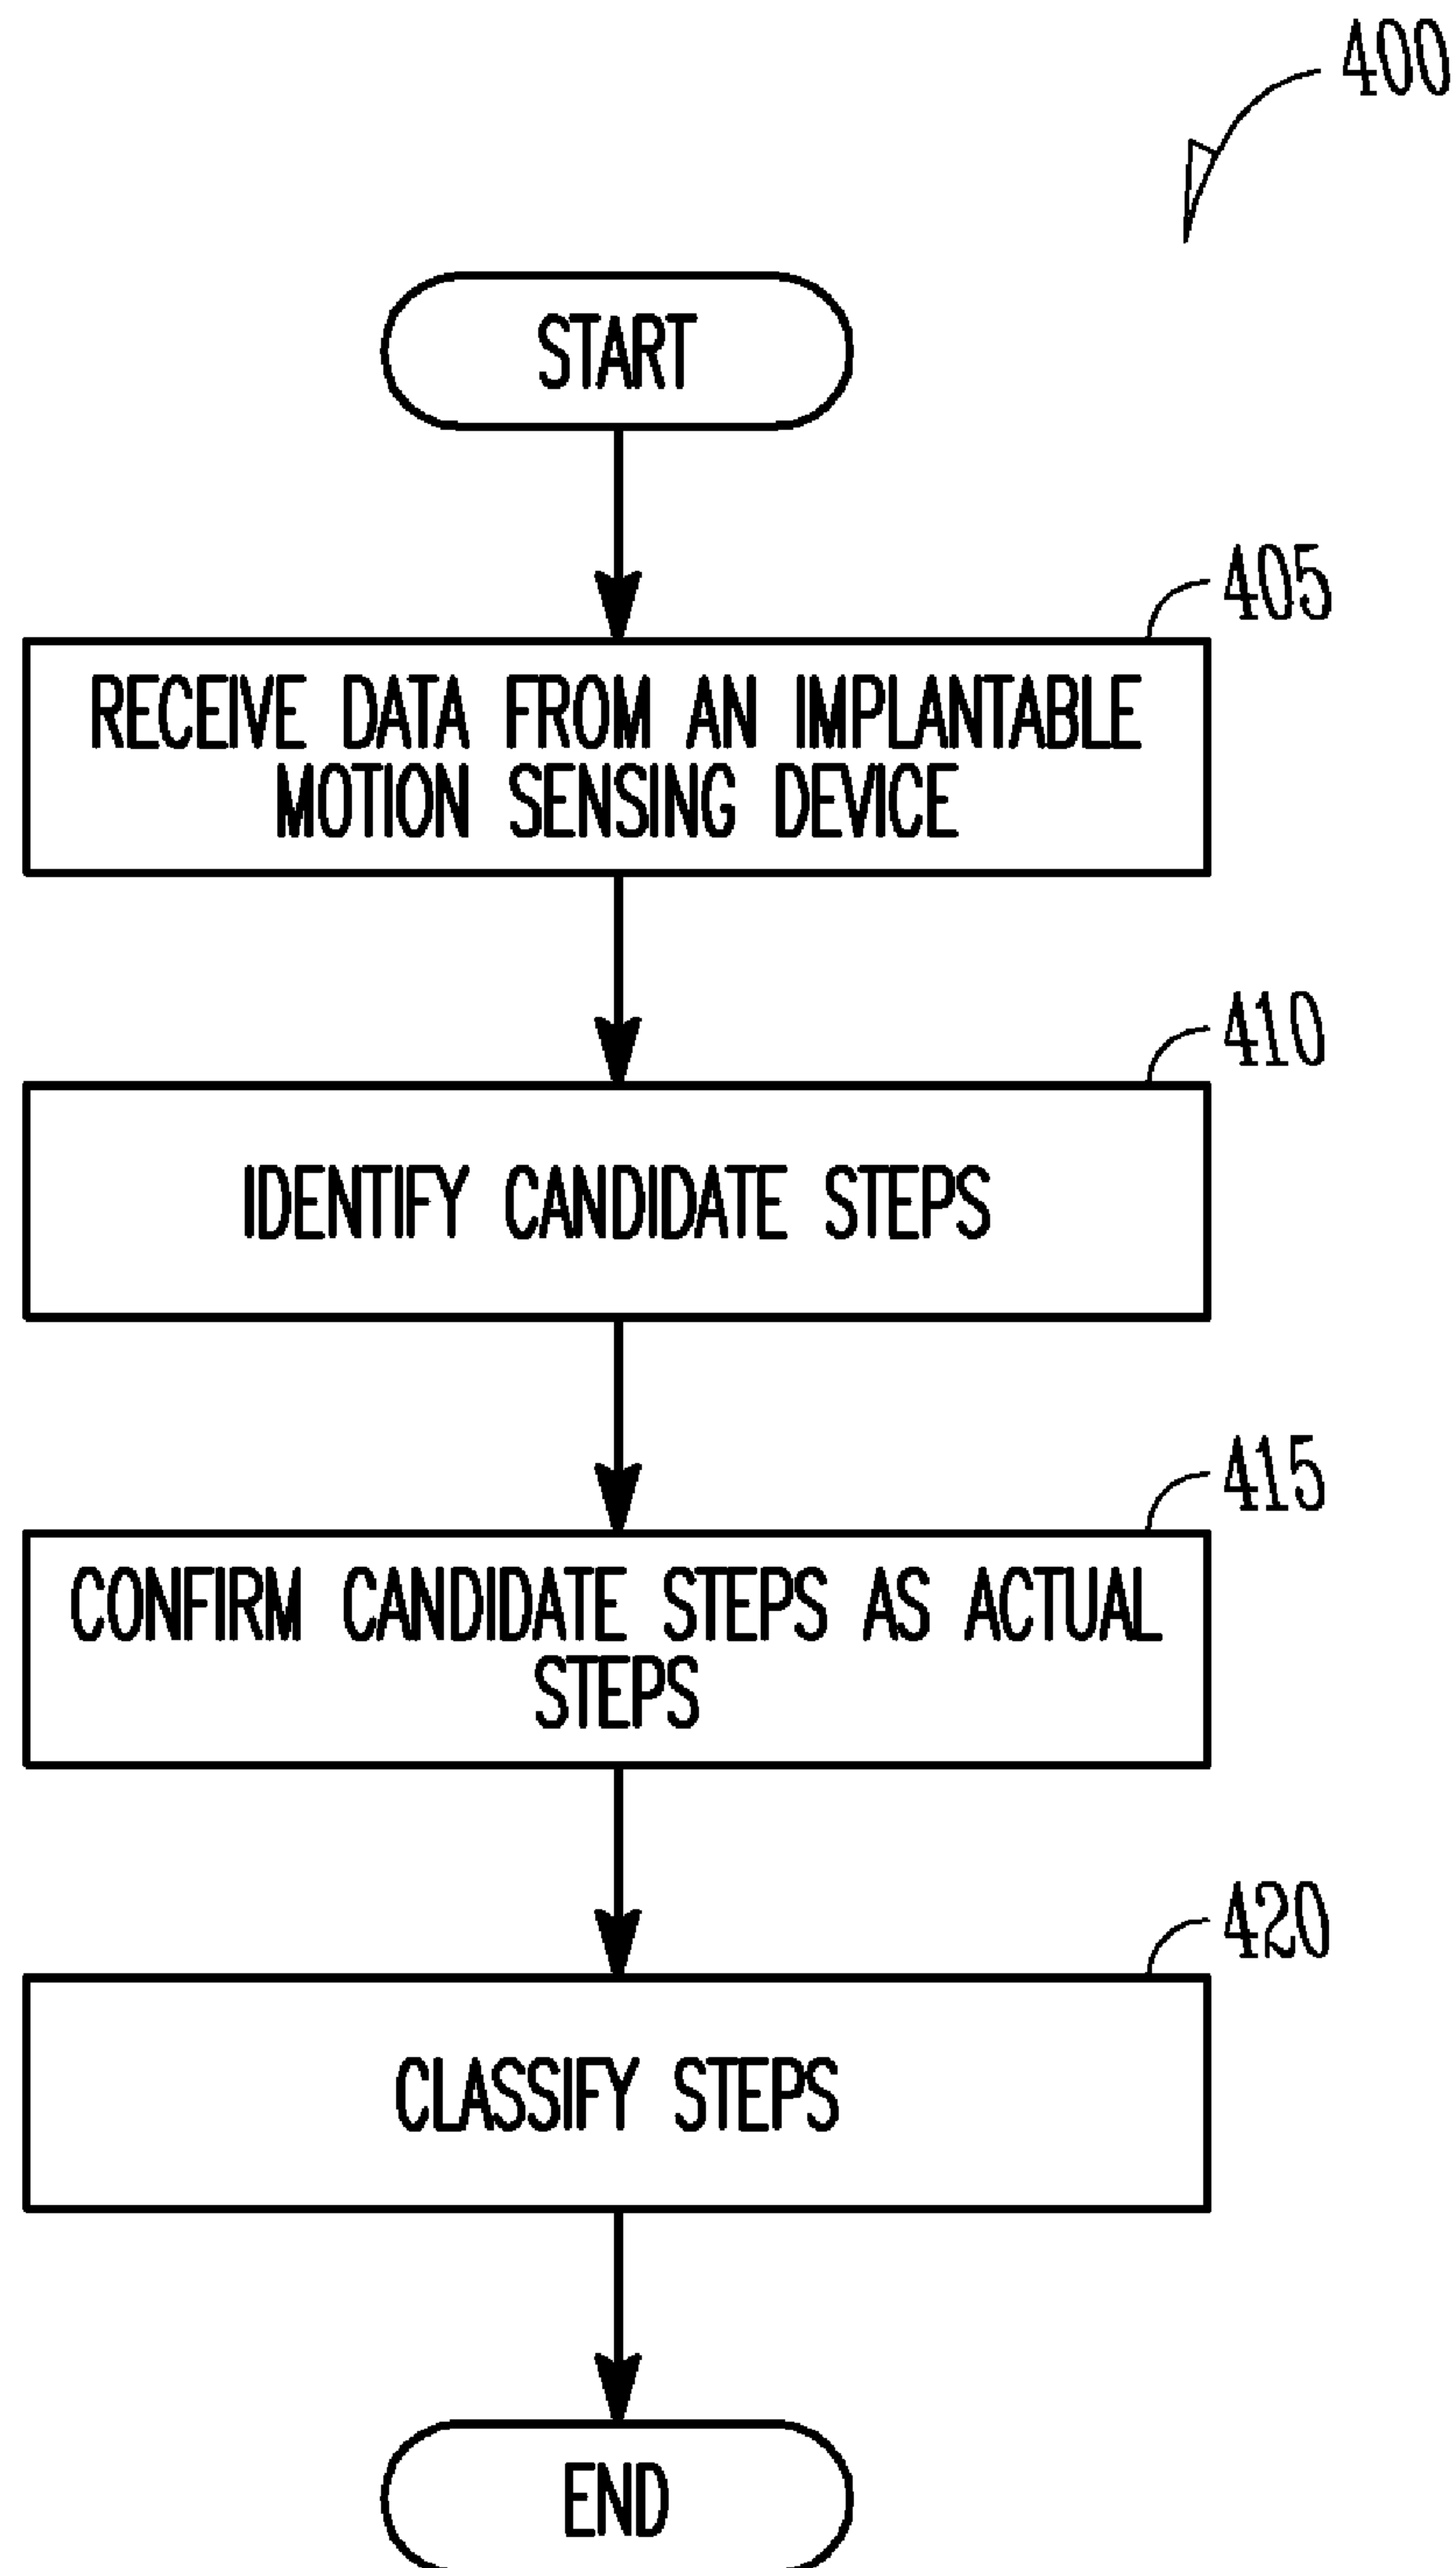 400
START
405
RECEIVE DATA FROM AN IMPLANTABLE
MOTION SENSING DEVICE
410
IDENTIFY CANDIDATE STEPS
415
CONFIRM CANDIDATE STEPS AS ACTUAL
STEPS
420
CLASSIFY STEPS
END